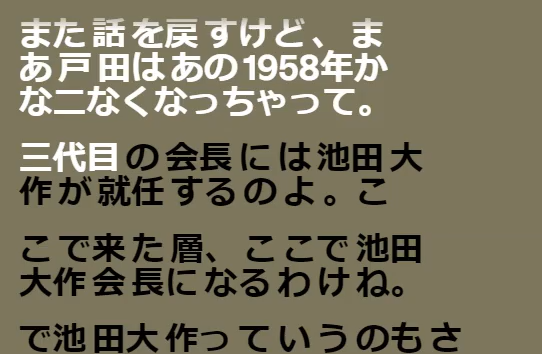 また話を戻すけど、ま
あ戸田はあの1958年か
な二なくなっちゃって。
三代目の会長には池田大
作が就任するのよ。こ
こで来た層、ここで池田
大作会長になるわけね。
で池田大作っていうのもさ